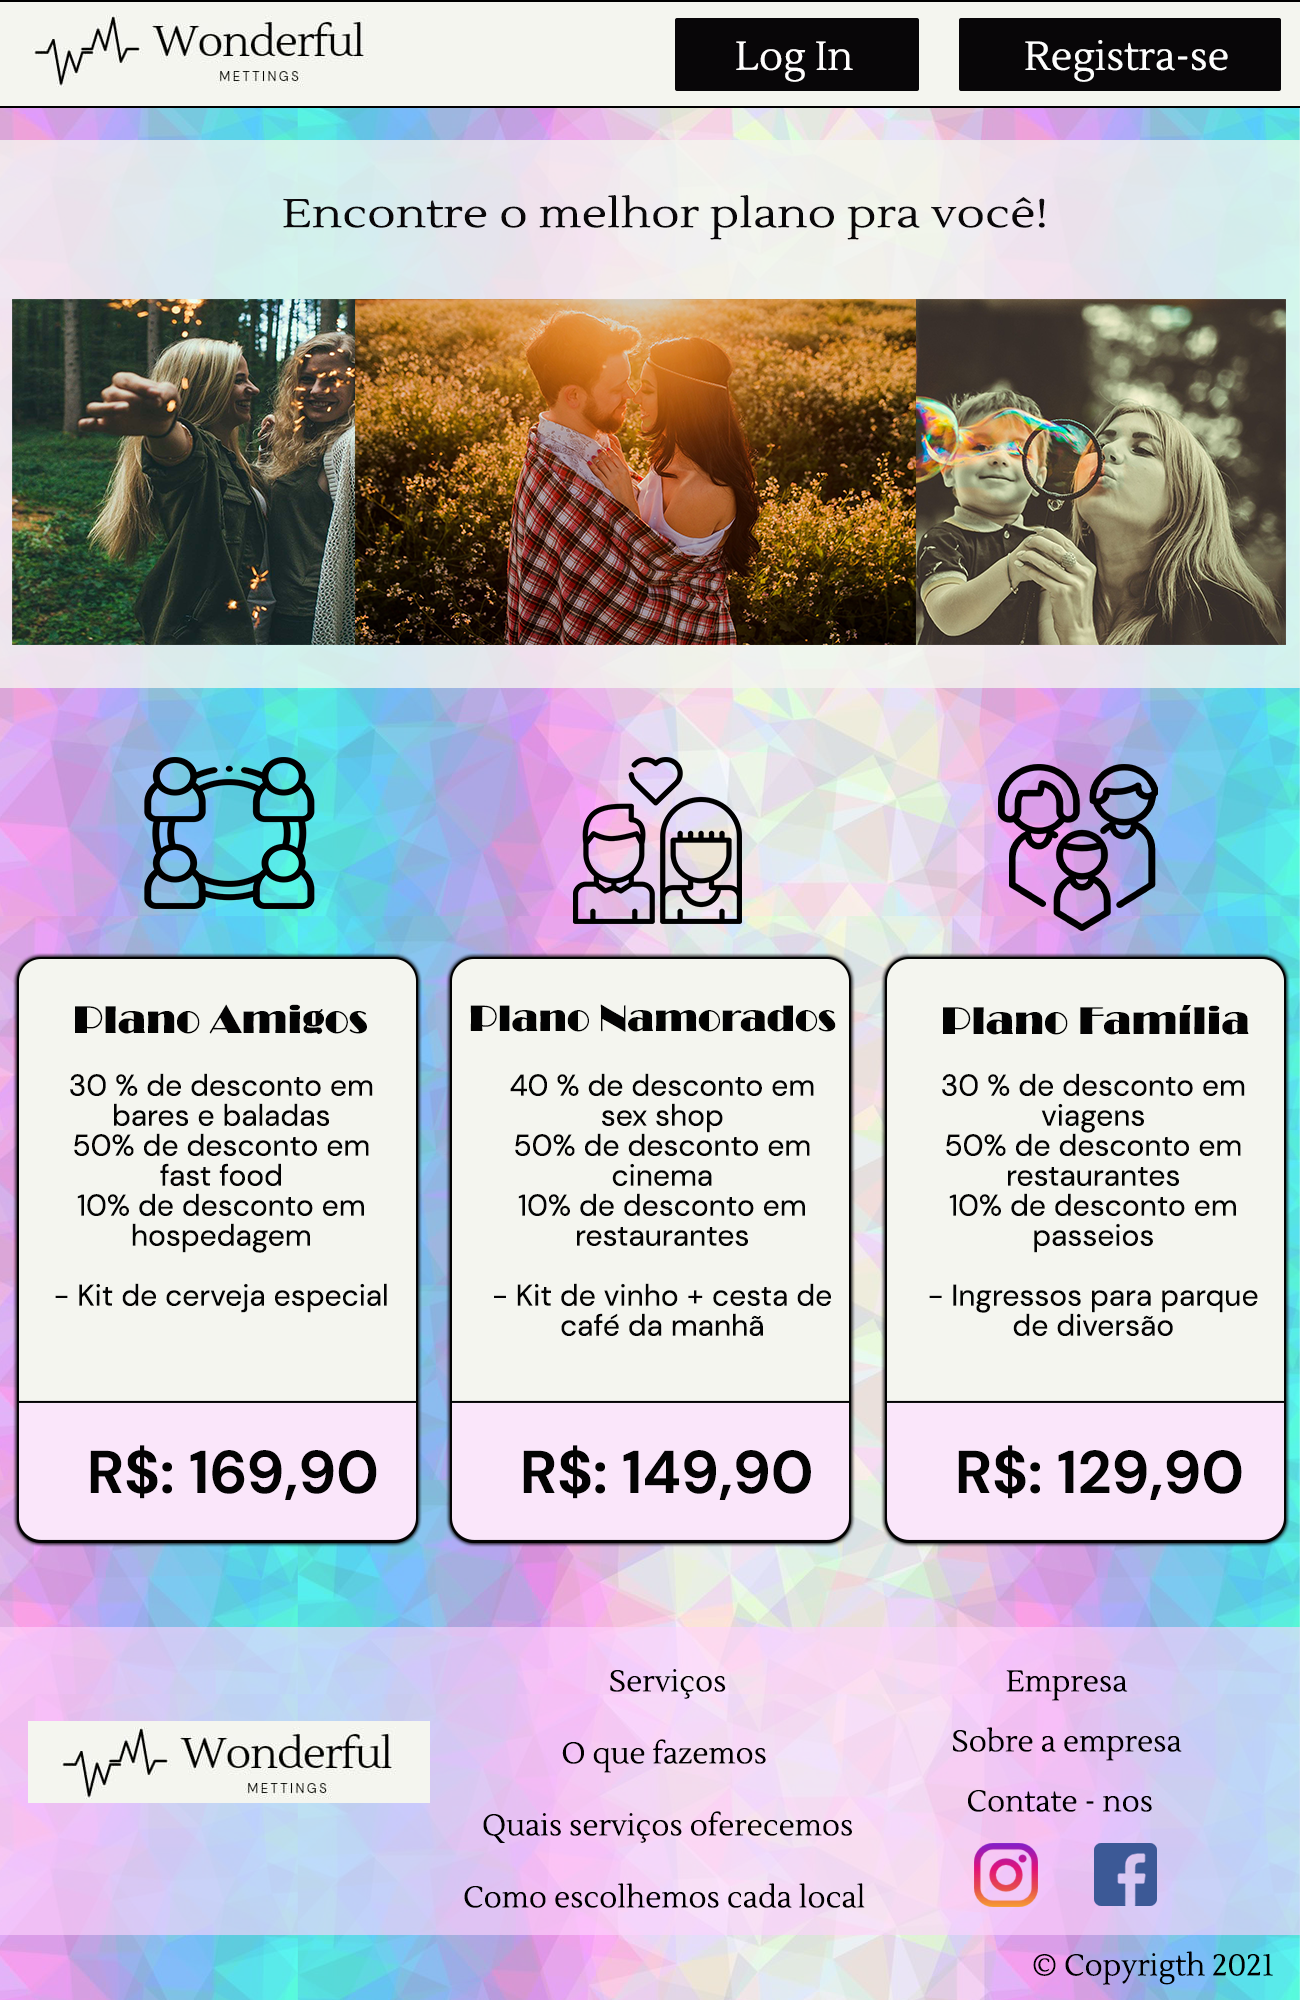 Wonderful
METTINGS
Log In
Registra-se
Encontre o melhor plano pra você!
Plano Amigos
30 % de desconto em
bares e baladas
50% de desconto em
fast food
10% de desconto em
hospedagem
- Kit de cerveja especial
R$: 169,90
Plano Namorados
40 % de desconto em
sex shop
50% de desconto em
cinema
10% de desconto em
restaurantes
- Kit de vinho + cesta de
café da manhã
R$: 149,90
Plano Família
30 % de desconto em
viagens
50% de desconto em
restaurantes
10% de desconto em
passeios
- Ingressos para parque
de diversão
R$: 129,90
Wonderful
METTINGS
Serviços
O que fazemos
Quais serviços oferecemos
Como escolhemos cada local
Empresa
Sobre a empresa
Contate - nos
© Copyrigth 2021